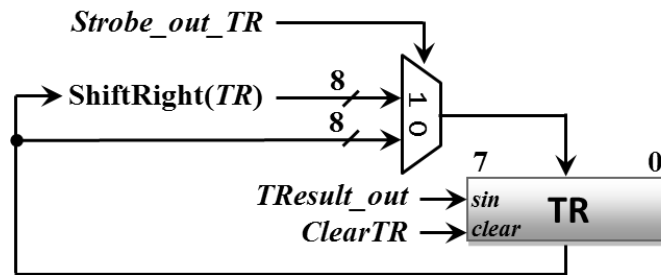 Strobe_out_TR
8
ShiftRight(TR)
1
8
0
7
0
TResult_out
sin
TR
ClearTR
clear